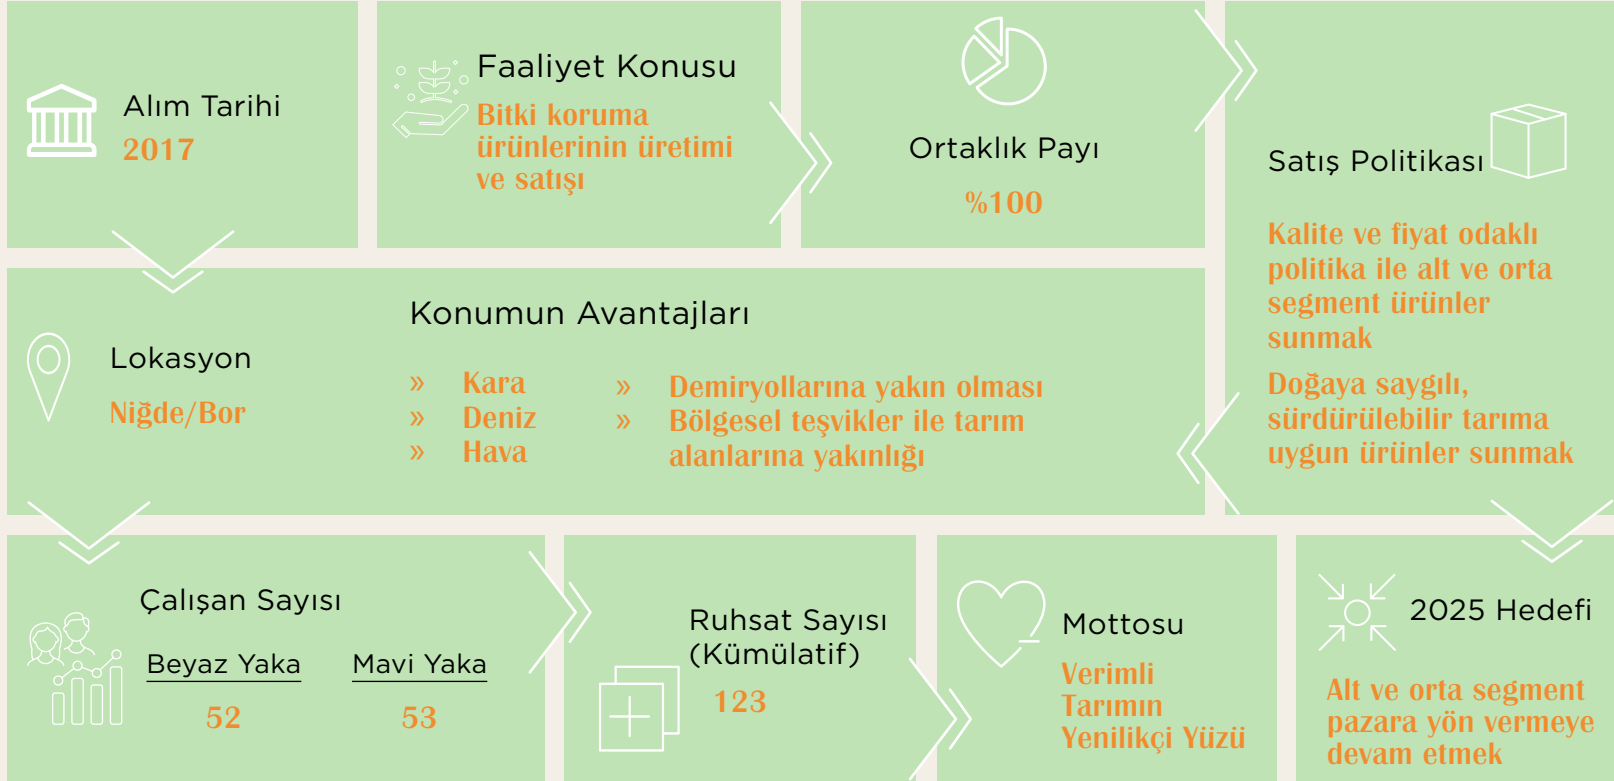 Alım Tarihi
2017
Faaliyet Konusu
Bitki koruma
ürünlerinin üretimi
ve satışı
Ortaklık Payı
%100
Satış Politikası
Kalite ve fiyat odaklı
politika ile alt ve orta
segment ürünler
sunmak
Doğaya saygılı,
sürdürülebilir tarıma
uygun ürünler sunmak
Lokasyon
Niğde/Bor
Konumun Avantajları
» Kara
» Deniz
» Hava
» Demiryollarına yakın olması
» Bölgesel teşvikler ile tarım
alanlarına yakınlığı
Çalışan Sayısı
Beyaz Yaka Mavi Yaka
52 53
Ruhsat Sayısı
(Kümülatif)
123
Mottosu
Verimli
Tarımın
Yenilikçi Yüzü
2025 Hedefi
Alt ve orta segment
pazara yön vermeye
devam etmek